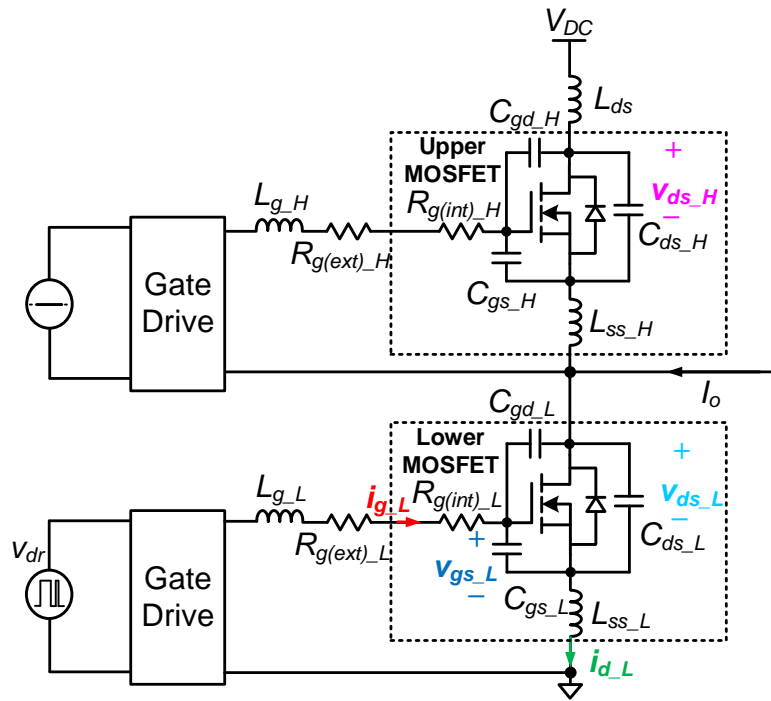 V_DC
L_ds
C_gd_H
Upper
MOSFET
+
v_ds_H
−
L_g_H
R_g(int)_H
R_g(ext)_H
C_ds_H
C_gs_H
Gate
Drive
L_ss_H
I_o
C_gd_L
Lower
MOSFET
+
v_ds_L
−
L_g_L
i_g_L
R_g(int)_L
R_g(ext)_L
C_ds_L
+
v_gs_L
−
v_dr
Gate
Drive
C_gs_L
L_ss_L
i_d_L